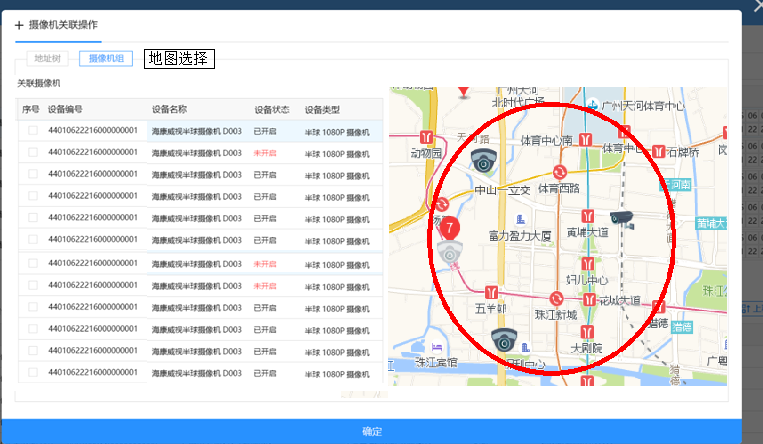 + 摄像机关联操作
地址树 摄像机组 地图选择
关联摄像机
序号 设备编号 设备名称 设备状态 设备类型
44010622216000000001 海康威视半球摄像机 D003 已开启 半球 1080P 摄像机
44010622216000000001 海康威视半球摄像机 D003 未开启 半球 1080P 摄像机
44010622216000000001 海康威视半球摄像机 D003 已开启 半球 1080P 摄像机
44010622216000000001 海康威视半球摄像机 D003 已开启 半球 1080P 摄像机
44010622216000000001 海康威视半球摄像机 D003 已开启 半球 1080P 摄像机
44010622216000000001 海康威视半球摄像机 D003 已开启 半球 1080P 摄像机
44010622216000000001 海康威视半球摄像机 D003 未开启 半球 1080P 摄像机
44010622216000000001 海康威视半球摄像机 D003 未开启 半球 1080P 摄像机
44010622216000000001 海康威视半球摄像机 D003 已开启 半球 1080P 摄像机
44010622216000000001 海康威视半球摄像机 D003 已开启 半球 1080P 摄像机
44010622216000000001 海康威视半球摄像机 D003 已开启 半球 1080P 摄像机
44010622216000000001 海康威视半球摄像机 D003 已开启 半球 1080P 摄像机
广州天河
北时代广场
广州天河体育中心
体育中心南
体育中心
石牌桥
动物园
中山一立交
体育西路
7
富力盈力大厦
黄埔大道
黄埔大
妇儿中心
五羊邨
珠江新城
花城大道
珠江
猎德
猎德
大剧院
珠江宾馆
广粤
确定